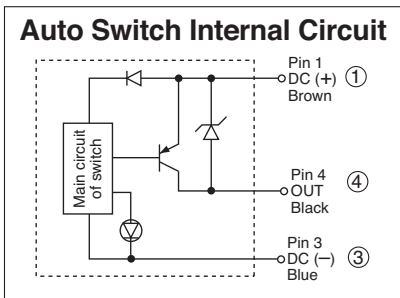 Auto Switch Internal Circuit
Pin 1
DC (+) ①
Brown
Main circuit
of switch
Pin 4
OUT ④
Black
Pin 3
DC (−) ③
Blue